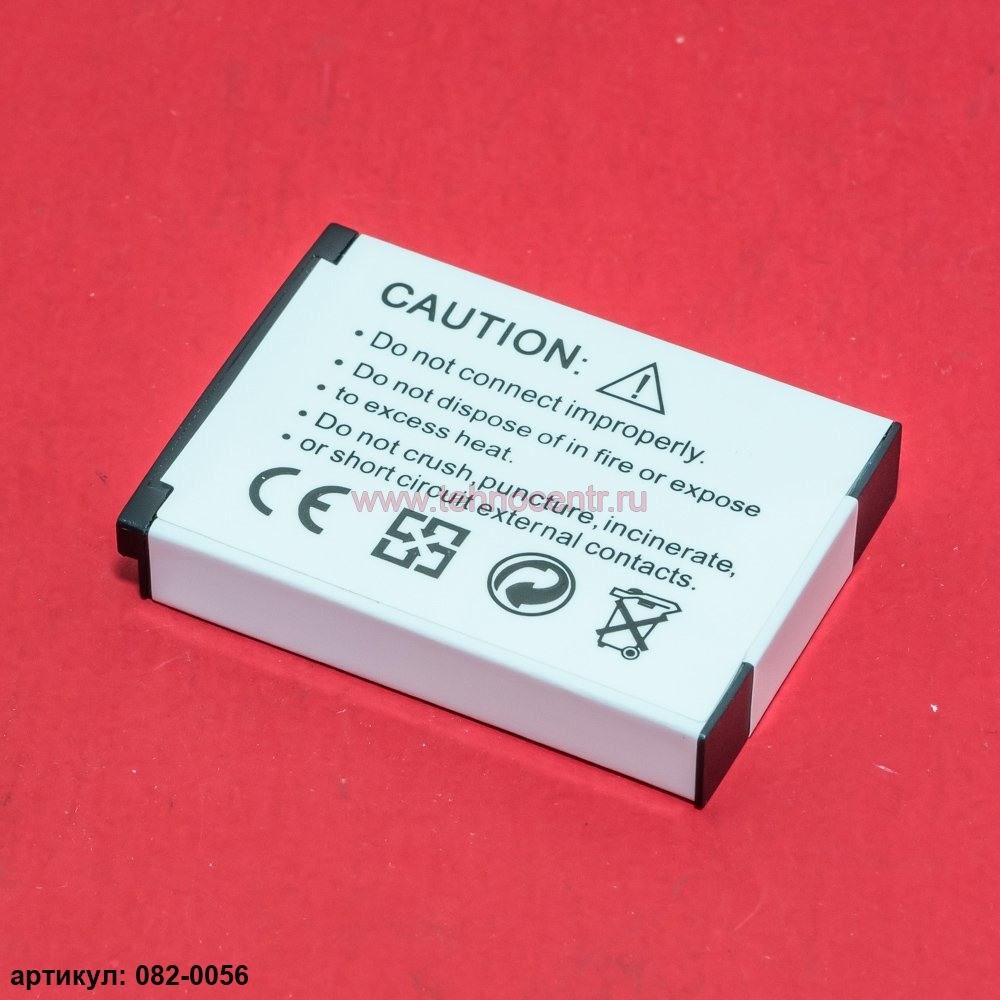 CAUTION:
• Do not connect improperly.
• Do not dispose of in fire or expose
• to excess heat.
• Do not crush, puncture, incinerate,
• or short circuit external contacts.
CE
www.tehnocentr.ru
артикул: 082-0056